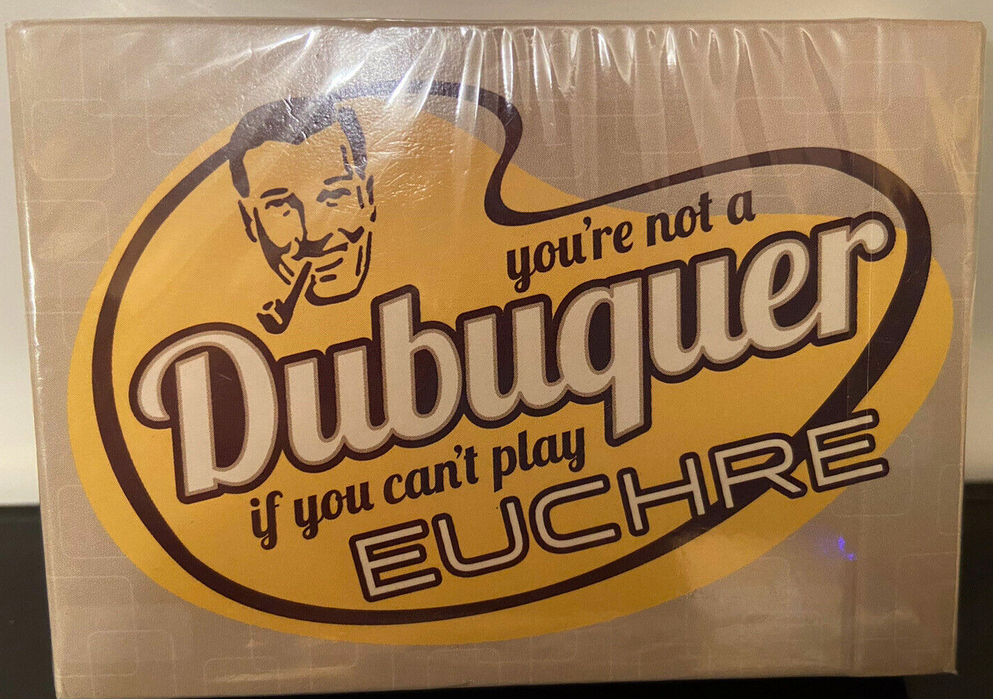 you're not a
Dubuquer
if you can't play
EUCHRE